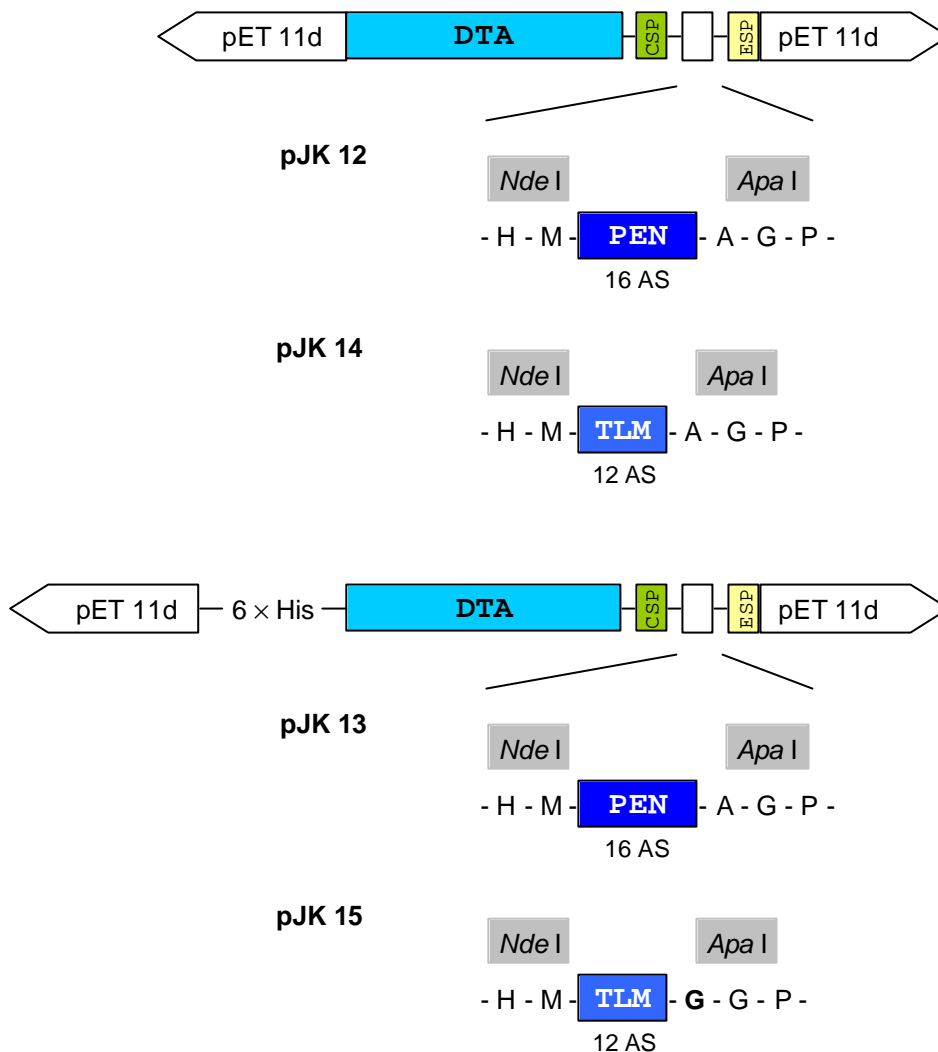 pET 11d DTA CSP ESP pET 11d
pJK 12
Nde I Apa I
- H - M - PEN - A - G - P -
16 AS
pJK 14
Nde I Apa I
- H - M - TLM - A - G - P -
12 AS
pET 11d 6 × His DTA CSP ESP pET 11d
pJK 13
Nde I Apa I
- H - M - PEN - A - G - P -
16 AS
pJK 15
Nde I Apa I
- H - M - TLM - G - G - P -
12 AS